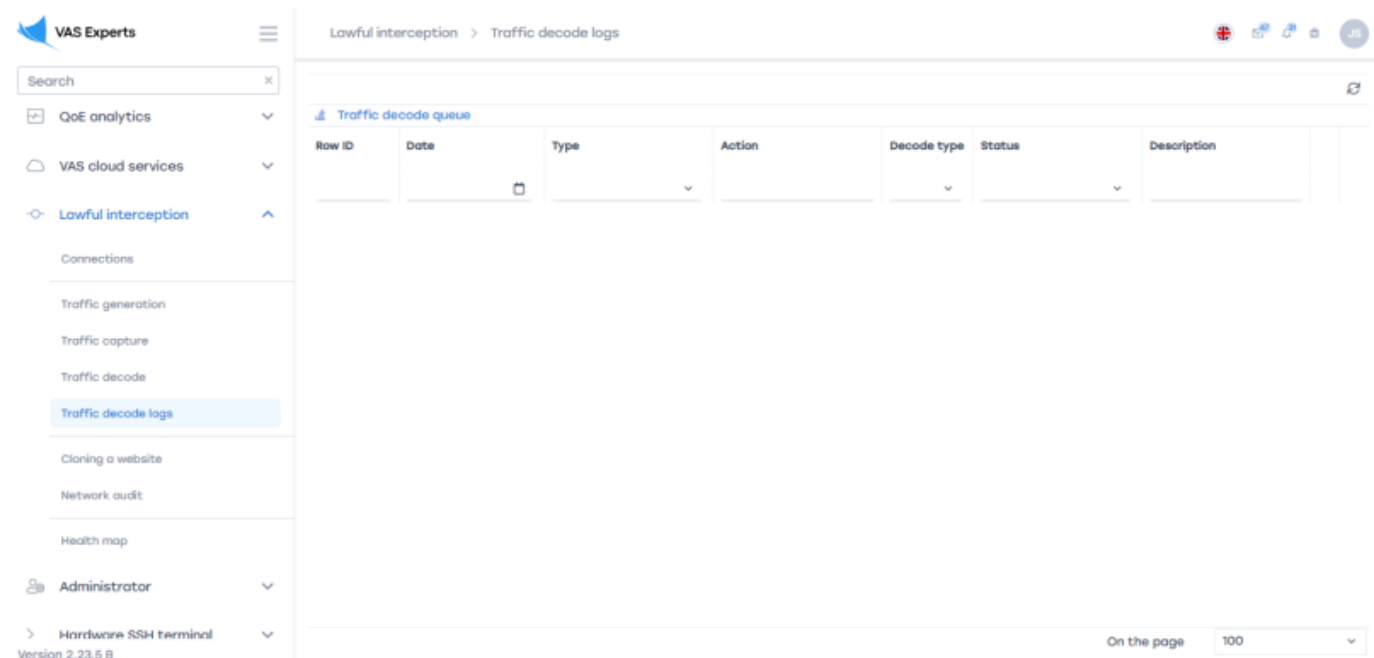 VAS Experts
Lawful interception > Traffic decode logs
JS
Search
QoE analytics
VAS cloud services
Lawful interception
Connections
Traffic generation
Traffic capture
Traffic decode
Traffic decode logs
Cloning a website
Network audit
Health map
Administrator
Hardware SSH terminal
Version 2.23.5 B
Traffic decode queue
Row ID Date Type Action Decode type Status Description
On the page 100